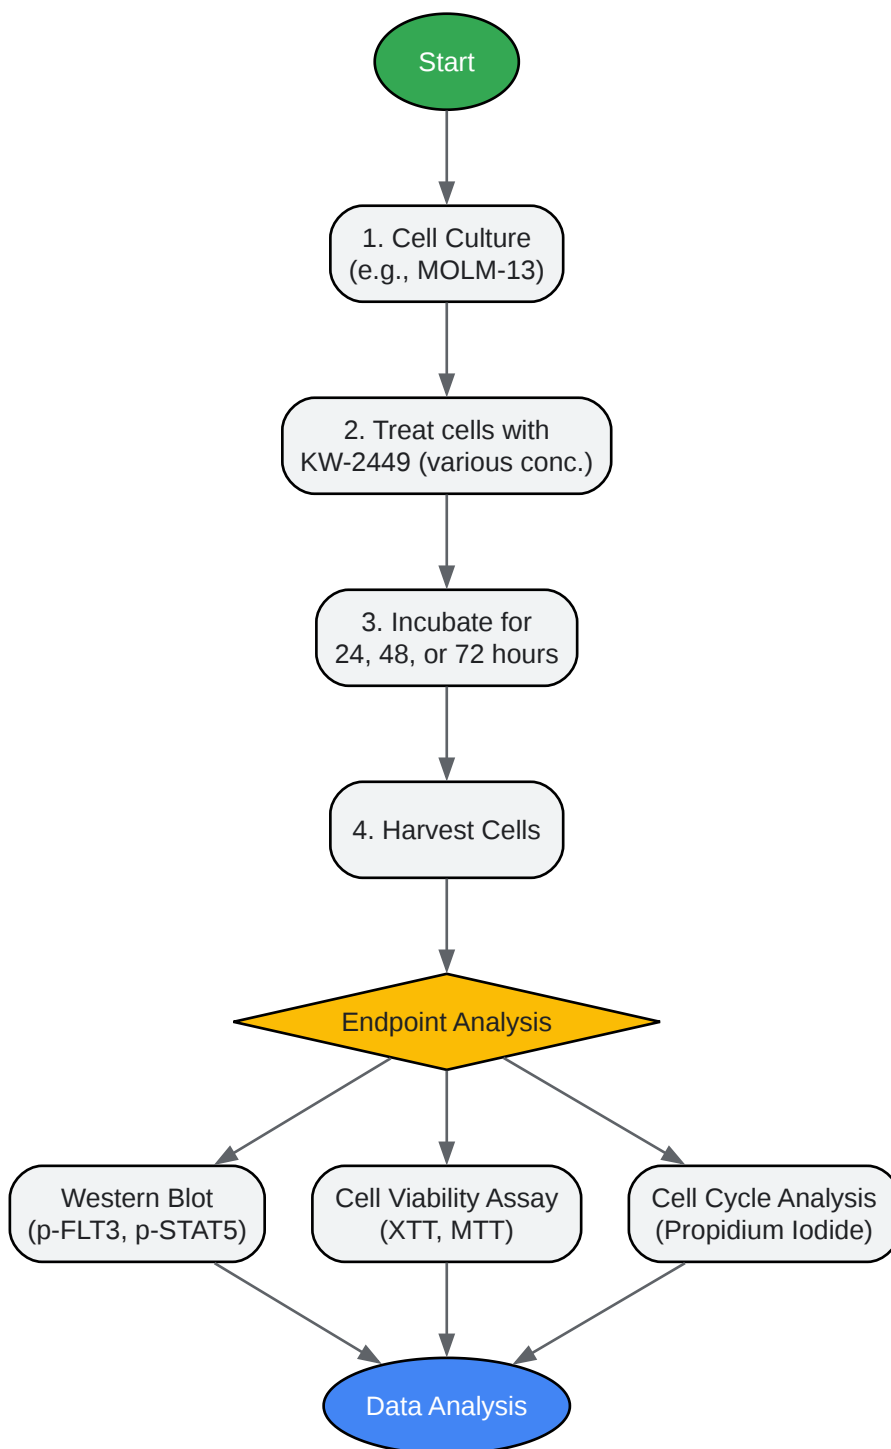 Start
1. Cell Culture
(e.g., MOLM-13)
2. Treat cells with
KW-2449 (various conc.)
3. Incubate for
24, 48, or 72 hours
4. Harvest Cells
Endpoint Analysis
Western Blot
(p-FLT3, p-STAT5)
Cell Viability Assay
(XTT, MTT)
Cell Cycle Analysis
(Propidium Iodide)
Data Analysis